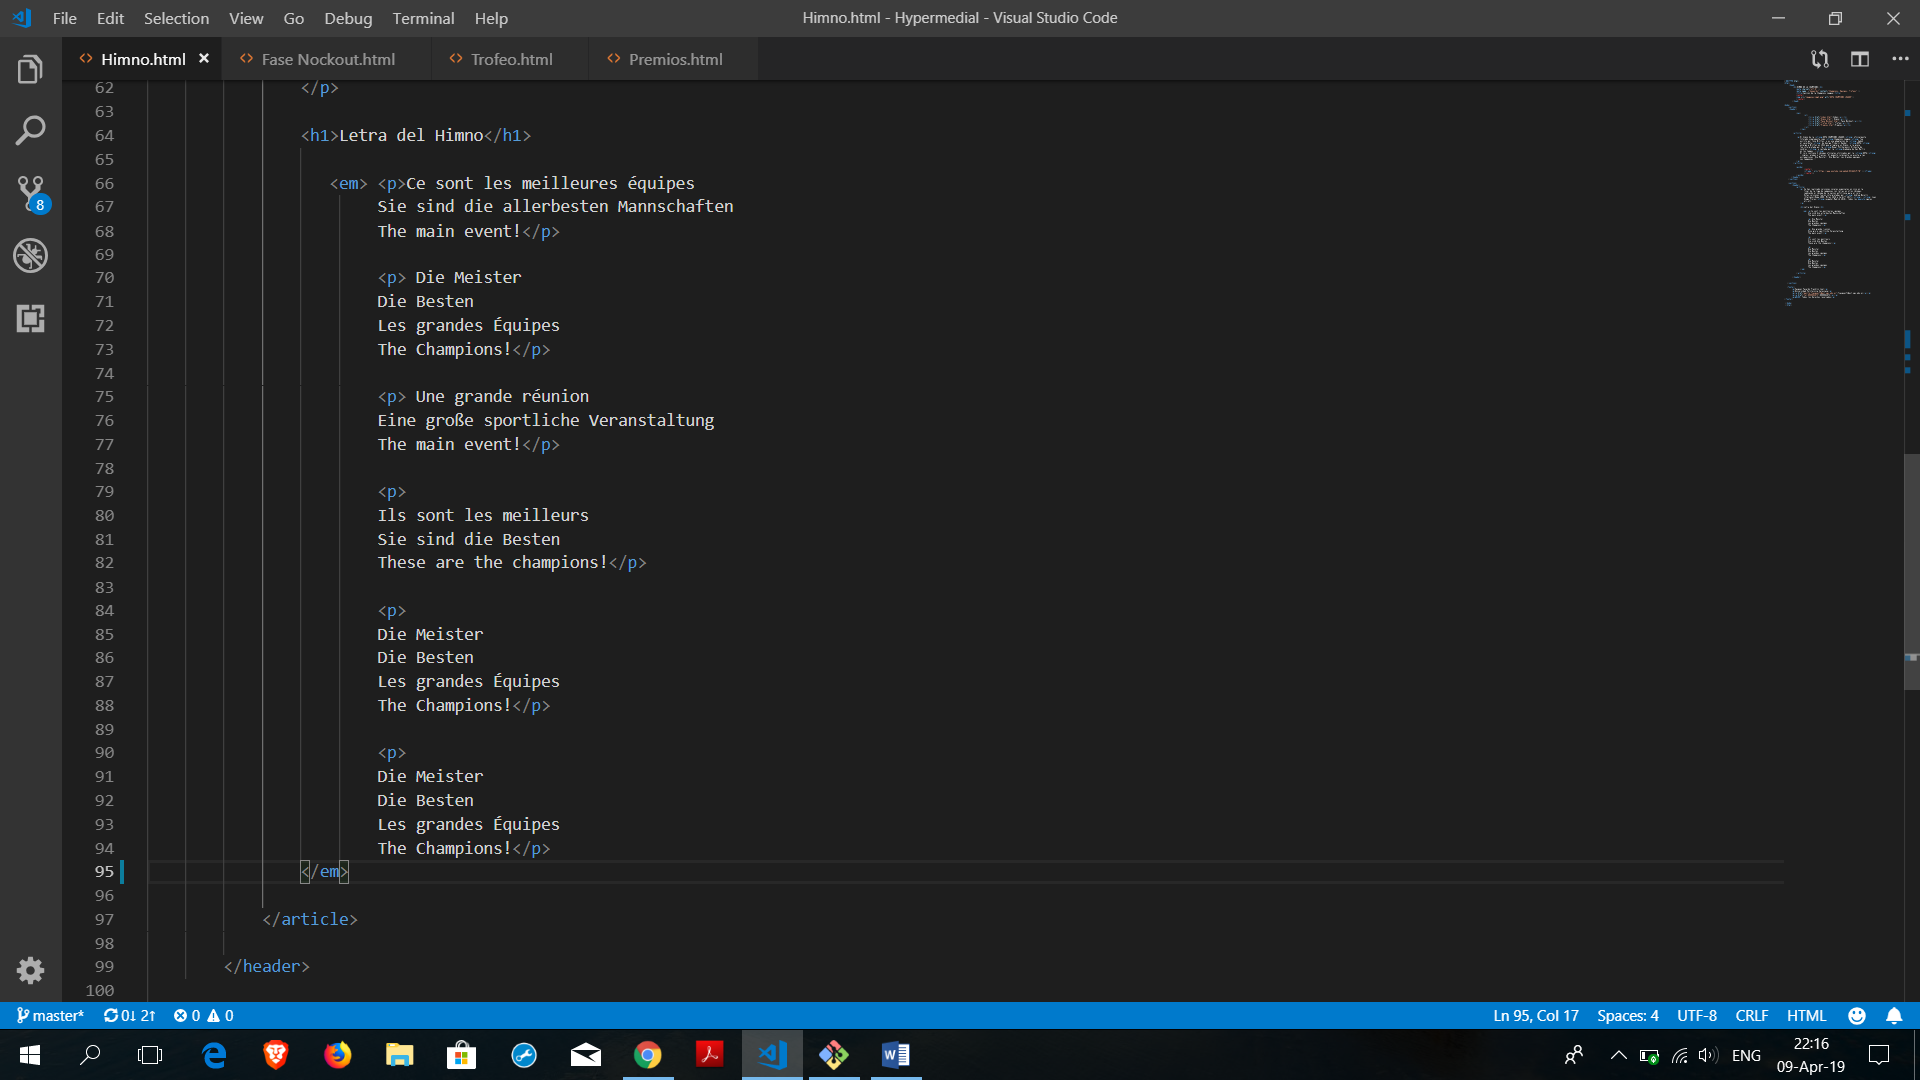 File Edit Selection View Go Debug Terminal Help
Himno.html - Hypermedial - Visual Studio Code
Himno.html
Fase Nockout.html
Trofeo.html
Premios.html
8
62 </p>
63
64 <h1>Letra del Himno</h1>
65
66 <em> <p>Ce sont les meilleures équipes
67 Sie sind die allerbesten Mannschaften
68 The main event!</p>
69
70 <p> Die Meister
71 Die Besten
72 Les grandes Équipes
73 The Champions!</p>
74
75 <p> Une grande réunion
76 Eine große sportliche Veranstaltung
77 The main event!</p>
78
79 <p>
80 Ils sont les meilleurs
81 Sie sind die Besten
82 These are the champions!</p>
83
84 <p>
85 Die Meister
86 Die Besten
87 Les grandes Équipes
88 The Champions!</p>
89
90 <p>
91 Die Meister
92 Die Besten
93 Les grandes Équipes
94 The Champions!</p>
95 </em>
96
97 </article>
98
99 </header>
100
master* 0↓ 2↑ 0 0
Ln 95, Col 17 Spaces: 4 UTF-8 CRLF HTML
ENG
22:16
09-Apr-19